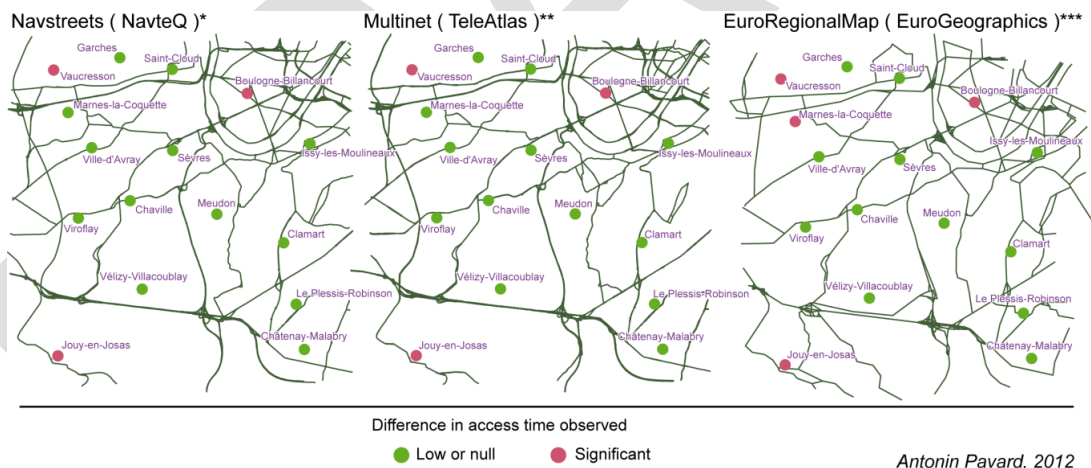 Navstreets ( NavteQ )*
Multinet ( TeleAtlas)**
EuroRegionalMap ( EuroGeographics )***
Garches
Saint-Cloud
Vaucresson
Boulogne-Billancourt
Marnes-la-Coquette
Issy-les-Moulineaux
Ville-d'Avray
Sèvres
Chaville
Meudon
Viroflay
Clamart
Vélizy-Villacoublay
Le Plessis-Robinson
Châtenay-Malabry
Jouy-en-Josas
Garches
Saint-Cloud
Vaucresson
Boulogne-Billancourt
Marnes-la-Coquette
Issy-les-Moulineaux
Ville-d'Avray
Sèvres
Chaville
Meudon
Viroflay
Clamart
Vélizy-Villacoublay
Le Plessis-Robinson
Châtenay-Malabry
Jouy-en-Josas
Garches
Saint-Cloud
Vaucresson
Boulogne-Billancourt
Marnes-la-Coquette
Issy-les-Moulineaux
Ville-d'Avray
Sèvres
Chaville
Meudon
Viroflay
Clamart
Vélizy-Villacoublay
Le Plessis-Robinson
Châtenay-Malabry
Jouy-en-Josas
Difference in access time observed
Low or null
Significant
Antonin Pavard, 2012